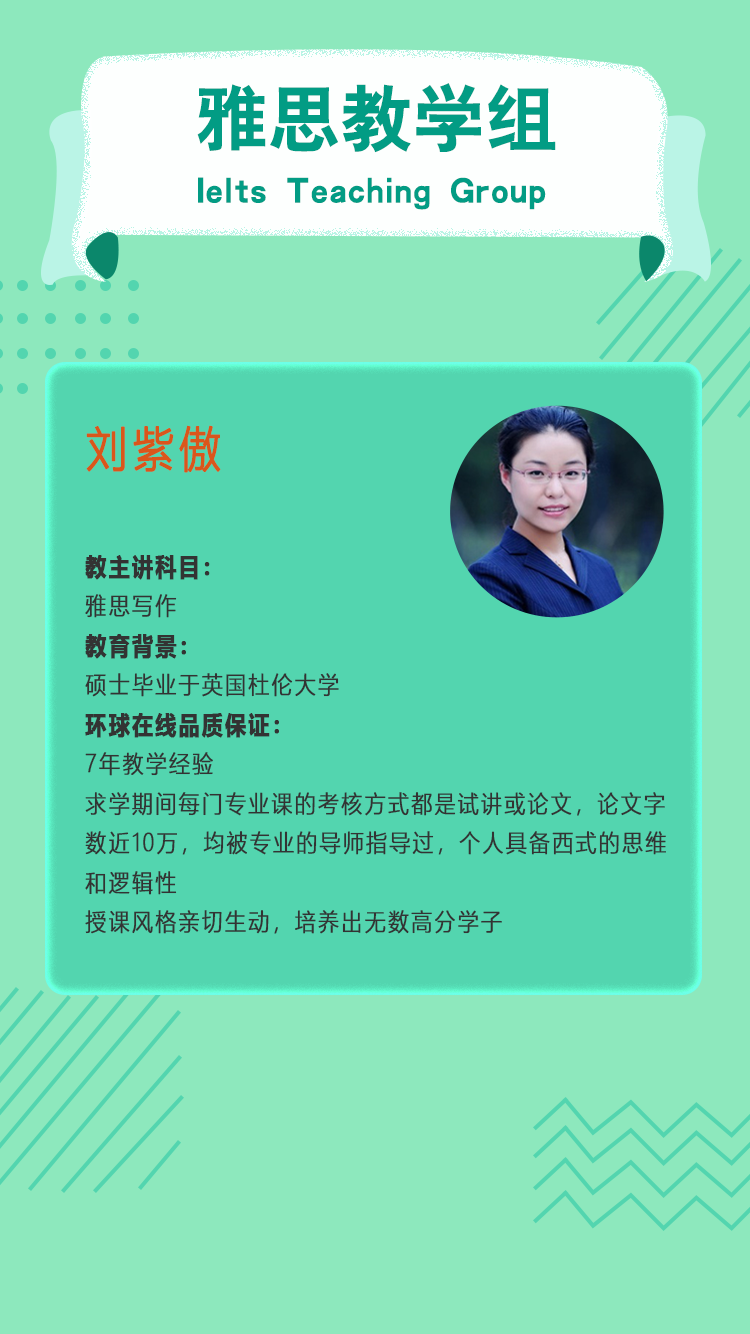 雅思教学组
Ielts Teaching Group
刘紫傲
教主讲科目：
雅思写作
教育背景：
硕士毕业于英国杜伦大学
环球在线品质保证：
7年教学经验
求学期间每门专业课的考核方式都是试讲或论文，论文字
数近10万，均被专业的导师指导过，个人具备西式的思维
和逻辑性
授课风格亲切生动，培养出无数高分学子